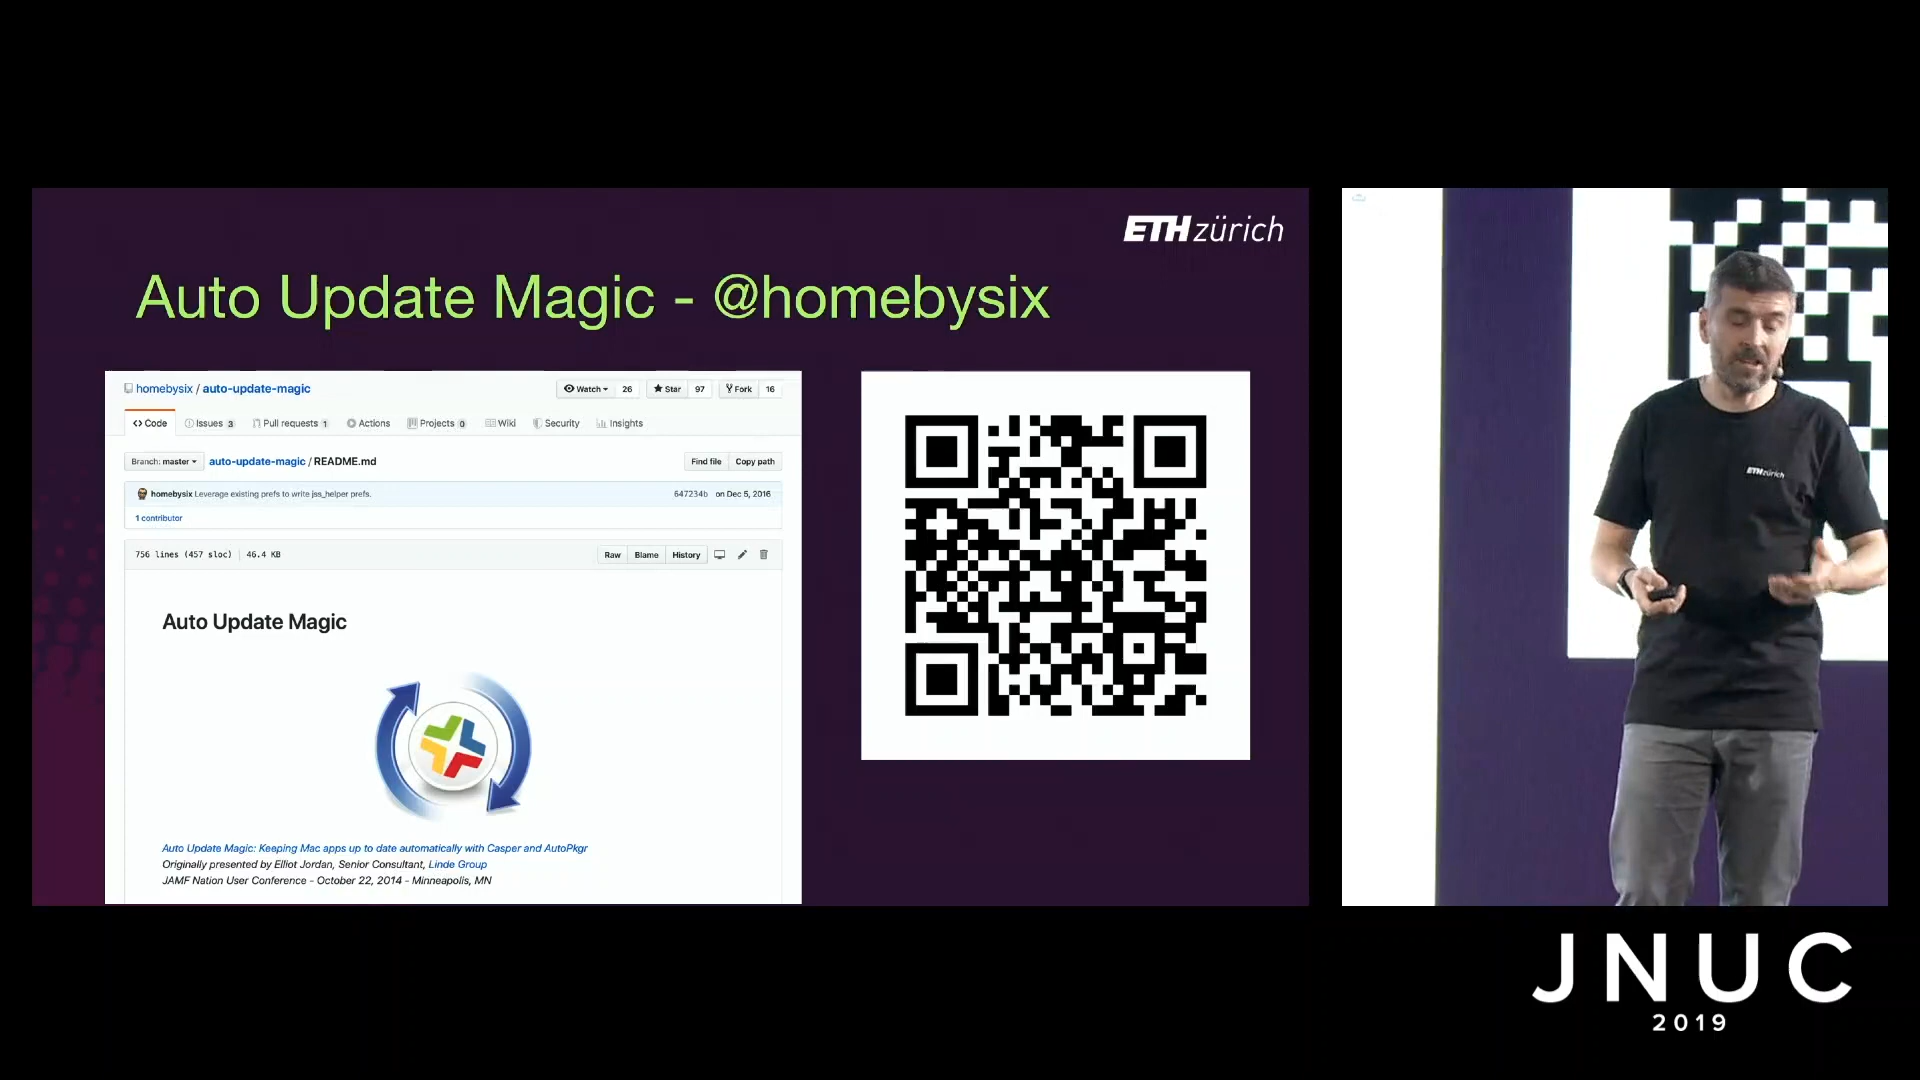 ETH zürich
Auto Update Magic - @homebysix
homebysix / auto-update-magic
Watch 26 Star 97 Fork 16
Code Issues 3 Pull requests 1 Actions Projects 0 Wiki Security Insights
Branch: master auto-update-magic / README.md Find file Copy path
homebysix Leverage existing prefs to write jss_helper prefs. 647234b on Dec 5, 2016
1 contributor
756 lines (457 sloc) 46.4 KB Raw Blame History
Auto Update Magic
Auto Update Magic: Keeping Mac apps up to date automatically with Casper and AutoPkgr
Originally presented by Elliot Jordan, Senior Consultant, Linde Group
JAMF Nation User Conference - October 22, 2014 - Minneapolis, MN
ETH zürich
JNUC
2019